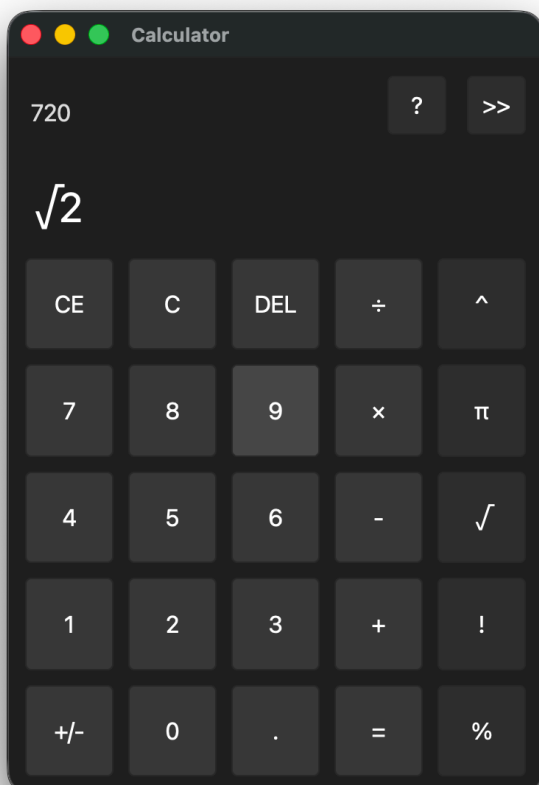 Calculator
720 ? >>
√2
CE C DEL ÷ ^
7 8 9 × π
4 5 6 - √
1 2 3 + !
+/- 0 . = %